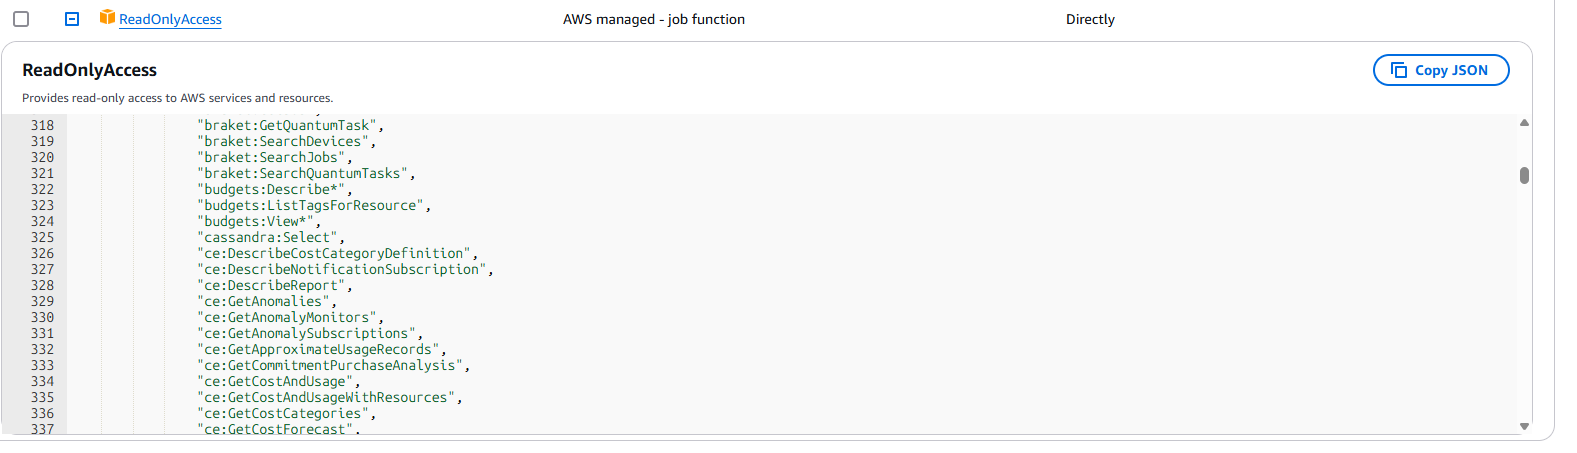 ReadOnlyAccess AWS managed - job function Directly
ReadOnlyAccess Copy JSON
Provides read-only access to AWS services and resources.
318 "braket:GetQuantumTask",
319 "braket:SearchDevices",
320 "braket:SearchJobs",
321 "braket:SearchQuantumTasks",
322 "budgets:Describe*",
323 "budgets:ListTagsForResource",
324 "budgets:View*",
325 "cassandra:Select",
326 "ce:DescribeCostCategoryDefinition",
327 "ce:DescribeNotificationSubscription",
328 "ce:DescribeReport",
329 "ce:GetAnomalies",
330 "ce:GetAnomalyMonitors",
331 "ce:GetAnomalySubscriptions",
332 "ce:GetApproximateUsageRecords",
333 "ce:GetCommitmentPurchaseAnalysis",
334 "ce:GetCostAndUsage",
335 "ce:GetCostAndUsageWithResources",
336 "ce:GetCostCategories",
337 "ce:GetCostForecast",